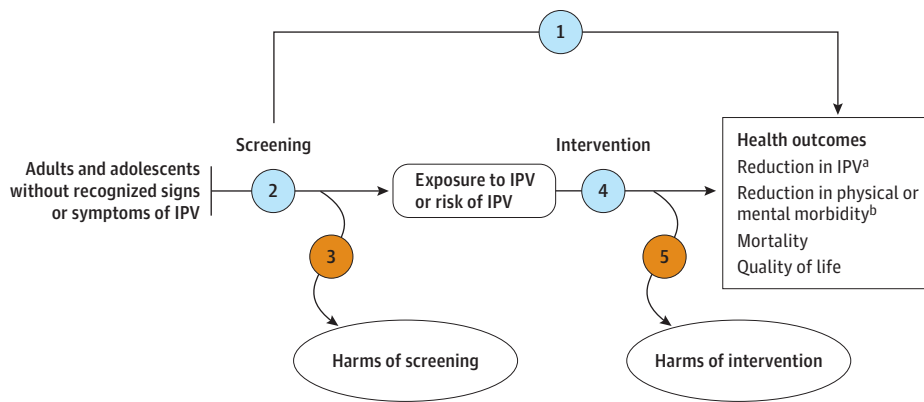 1
Screening
Intervention
Adults and adolescents
without recognized signs
or symptoms of IPV
2
Exposure to IPV
or risk of IPV
4
Health outcomes
Reduction in IPVᵃ
Reduction in physical or
mental morbidityᵇ
Mortality
Quality of life
3
5
Harms of screening
Harms of intervention